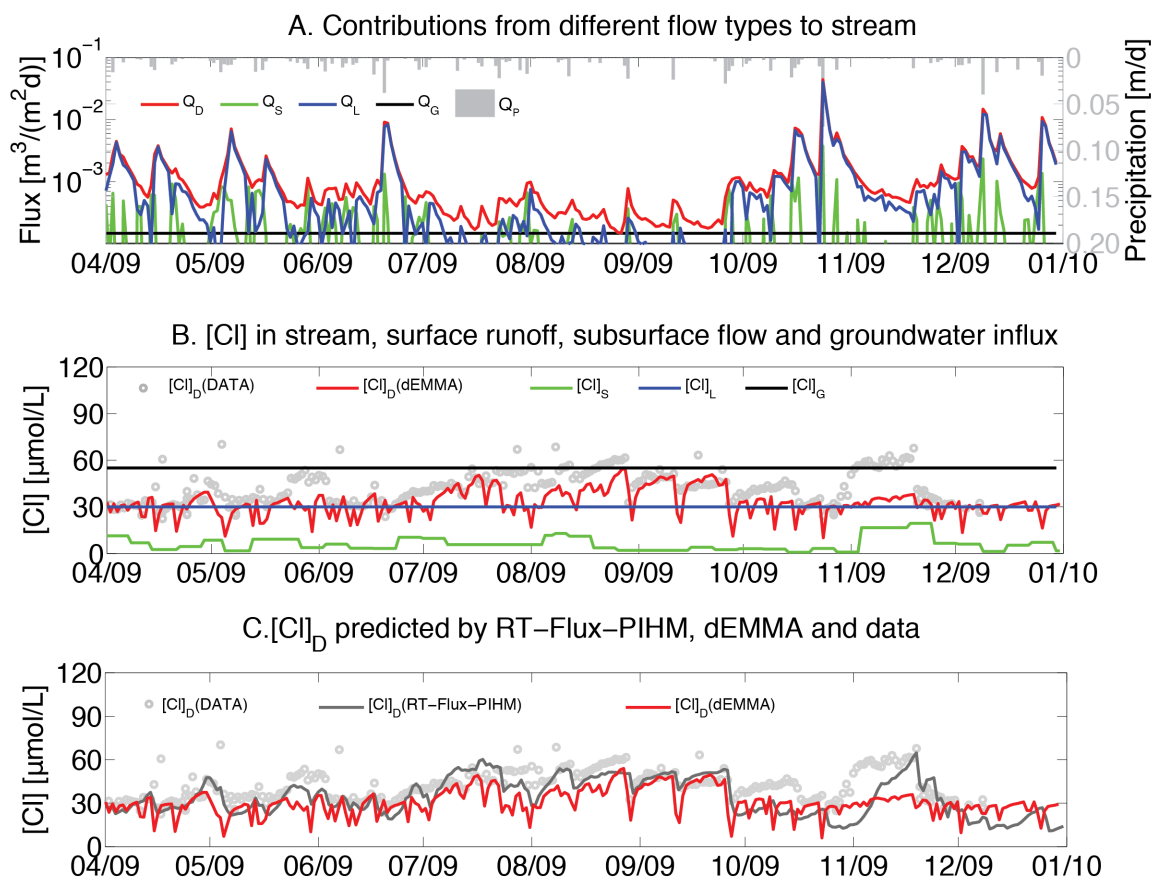 A. Contributions from different flow types to stream
10⁻¹
10⁻²
10⁻³
Flux [m³/(m²d)]
Q_D Q_S Q_L Q_G Q_P
0
0.05
0.10
0.15
0.20
Precipitation [m/d]
04/09 05/09 06/09 07/09 08/09 09/09 10/09 11/09 12/09 01/10
B. [Cl] in stream, surface runoff, subsurface flow and groundwater influx
120
90
60
30
0
[Cl] [µmol/L]
[Cl]_D(DATA) [Cl]_D(dEMMA) [Cl]_S [Cl]_L [Cl]_G
04/09 05/09 06/09 07/09 08/09 09/09 10/09 11/09 12/09 01/10
C.[Cl]_D predicted by RT−Flux−PIHM, dEMMA and data
120
90
60
30
0
[Cl] [µmol/L]
[Cl]_D(DATA) [Cl]_D(RT−Flux−PIHM) [Cl]_D(dEMMA)
04/09 05/09 06/09 07/09 08/09 09/09 10/09 11/09 12/09 01/10